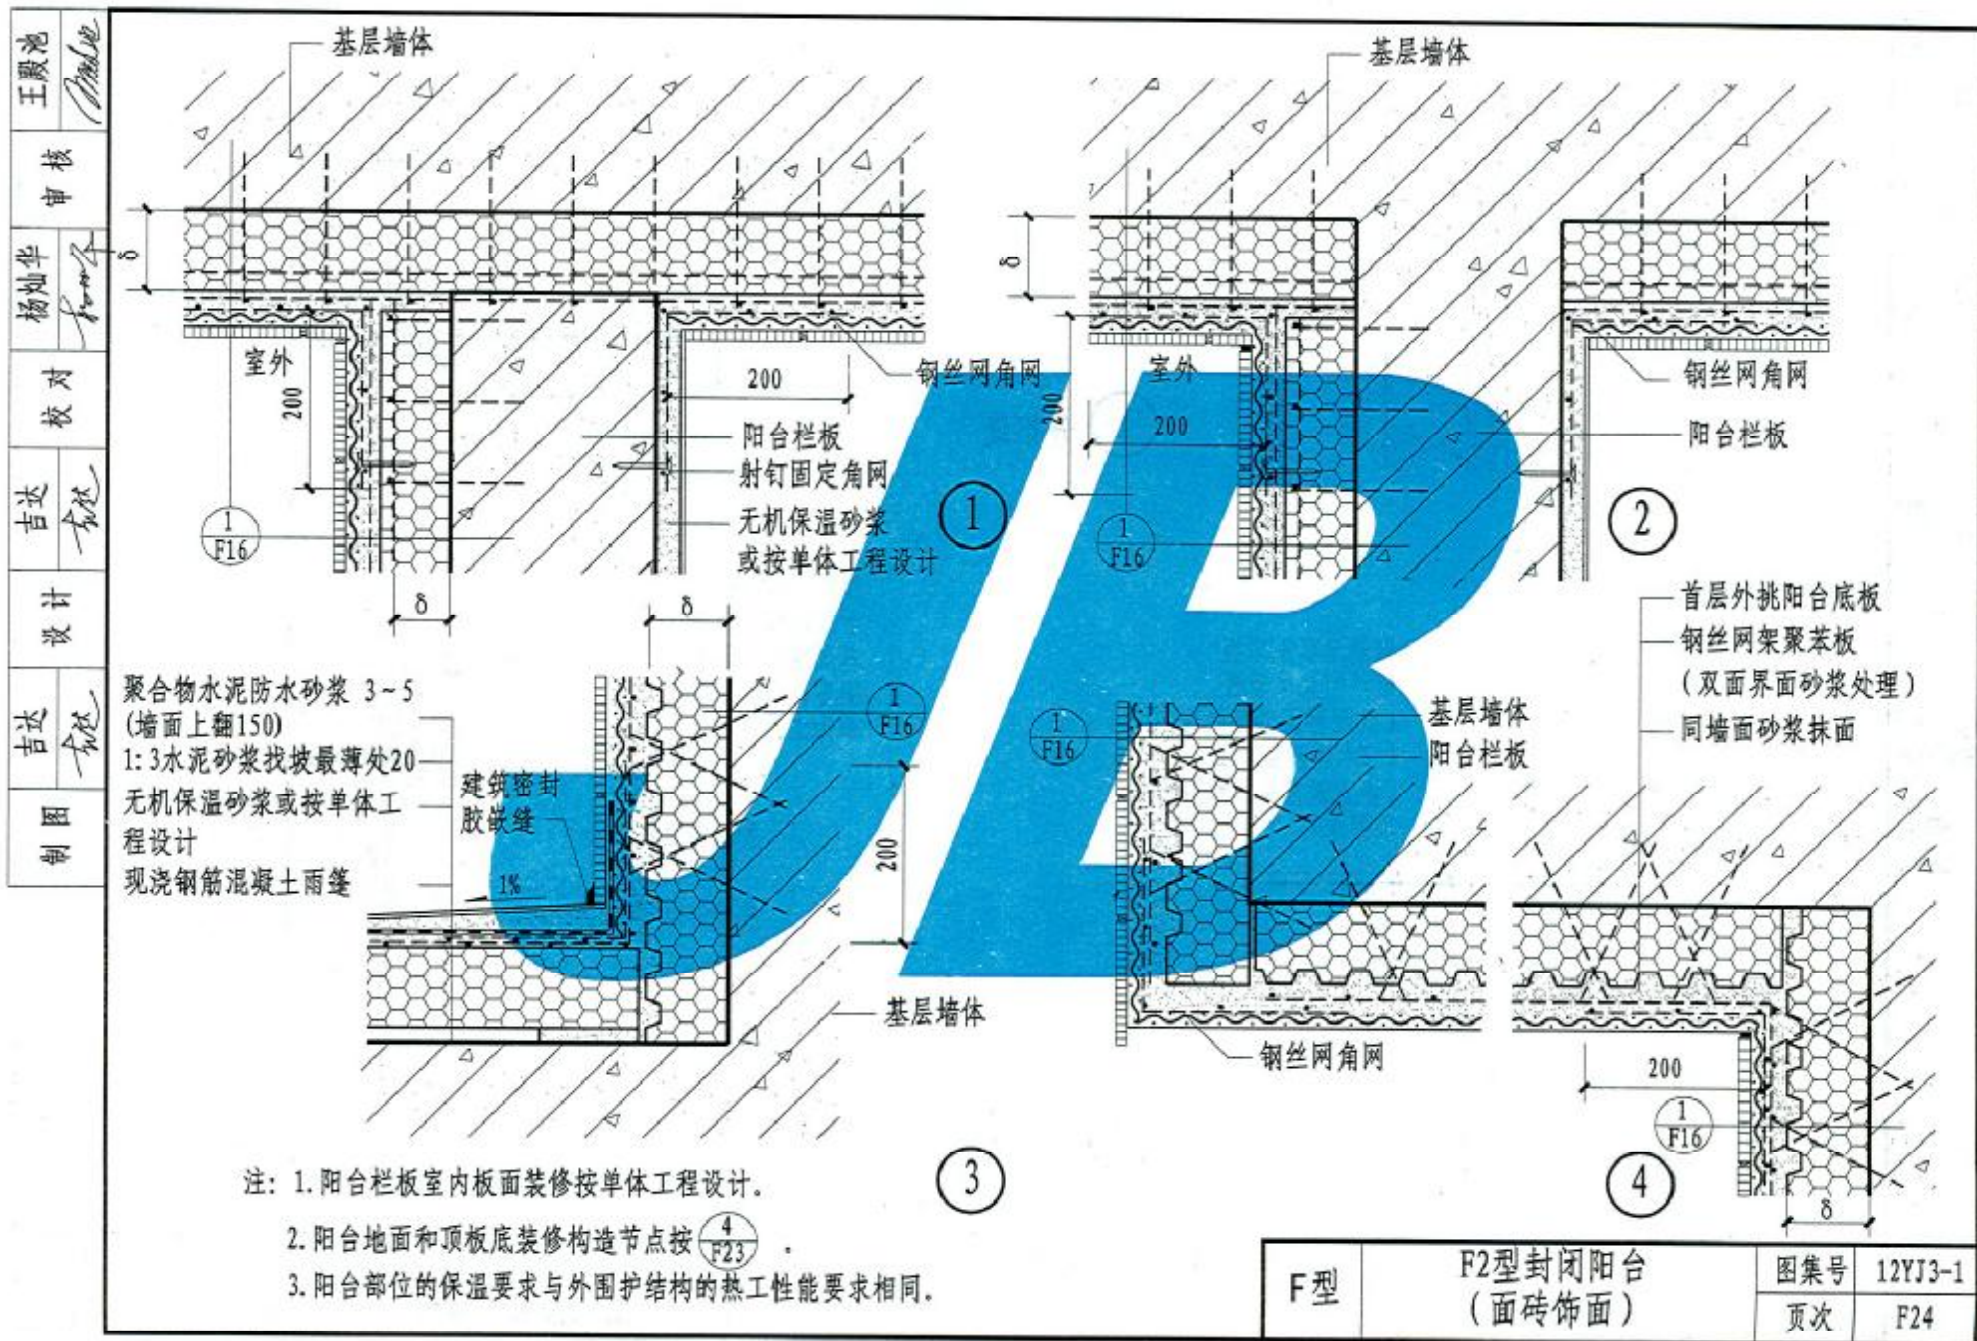 王殿池
审核
杨灿华
校对
吉达
设计
吉达
制图
基层墙体
δ
室外
200
200
钢丝网角网
阳台栏板
射钉固定角网
无机保温砂浆
或按单体工程设计
1
F16
δ
1
基层墙体
δ
室外
200
200
钢丝网角网
阳台栏板
1
F16
2
δ
聚合物水泥防水砂浆 3~5
(墙面上翻150)
1:3水泥砂浆找坡最薄处20
无机保温砂浆或按单体工
程设计
现浇钢筋混凝土雨篷
建筑密封
胶嵌缝
1%
1
F16
200
基层墙体
3
首层外挑阳台底板
钢丝网架聚苯板
(双面界面砂浆处理)
同墙面砂浆抹面
1
F16
基层墙体
阳台栏板
钢丝网角网
200
1
F16
δ
4
注: 1.阳台栏板室内板面装修按单体工程设计。
2.阳台地面和顶板底装修构造节点按 4 F23 。
3.阳台部位的保温要求与外围护结构的热工性能要求相同。
F型
F2型封闭阳台
(面砖饰面)
图集号
12YJ3-1
页次
F24
JB